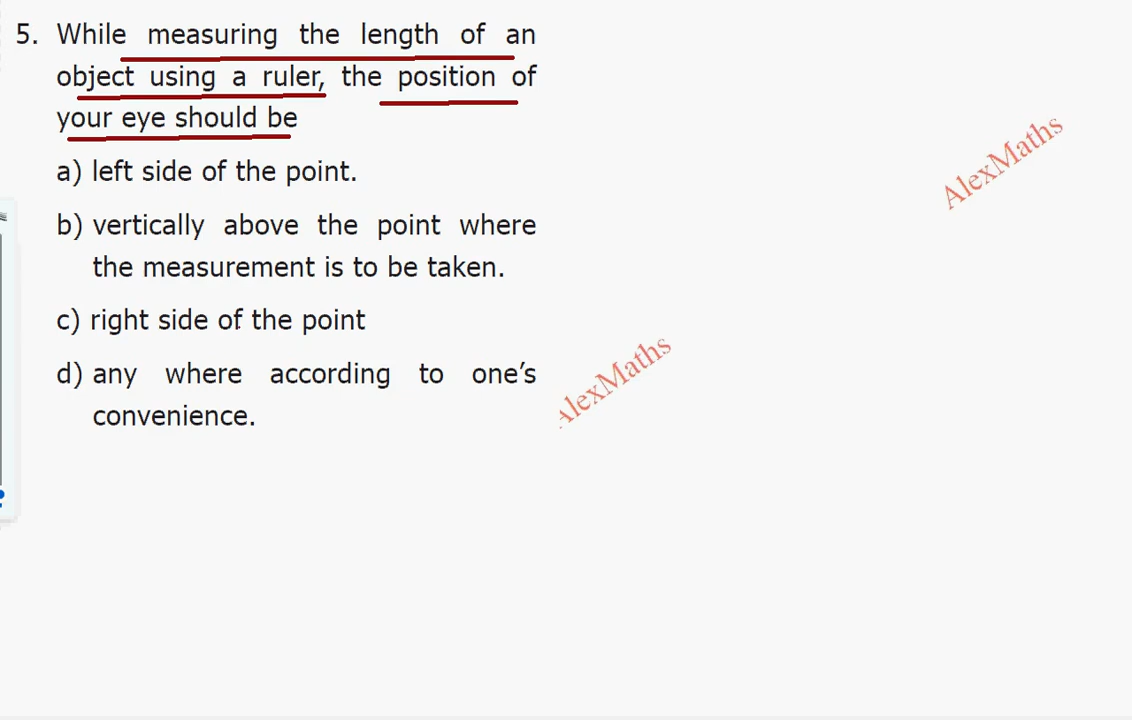 5. While measuring the length of an
object using a ruler, the position of
your eye should be
a) left side of the point.
b) vertically above the point where
the measurement is to be taken.
c) right side of the point
d) any where according to one’s
convenience.
AlexMaths
AlexMaths